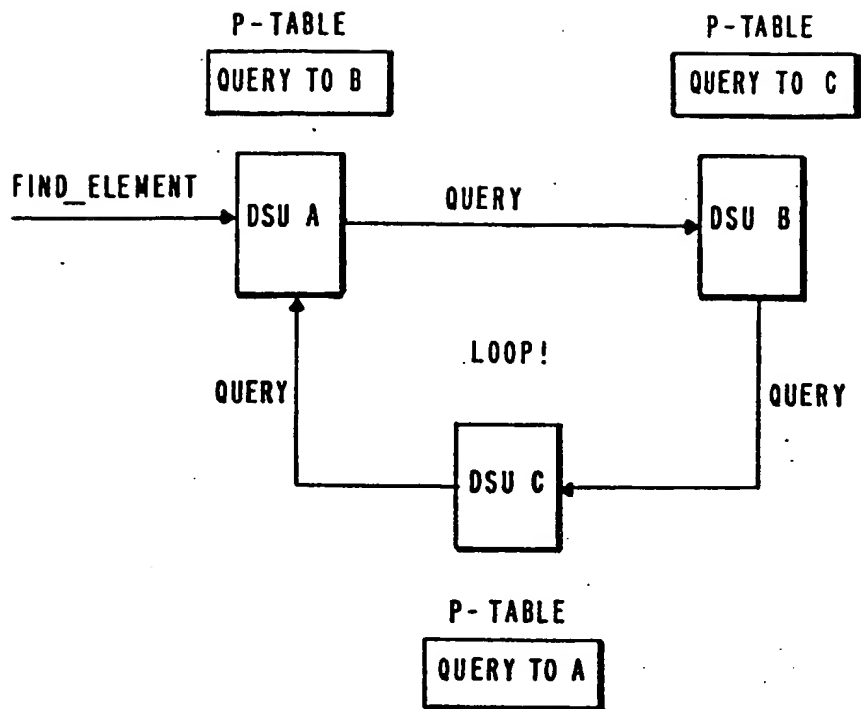 P-TABLE
QUERY TO B
P-TABLE
QUERY TO C
FIND_ELEMENT
DSU A
QUERY
DSU B
LOOP!
QUERY
QUERY
DSU C
P-TABLE
QUERY TO A